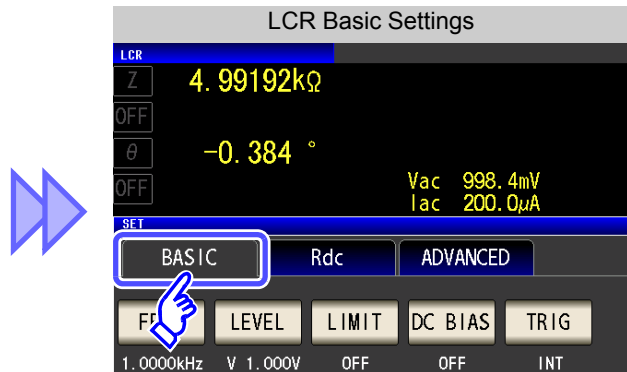 LCR Basic Settings
LCR
Z 4.99192kΩ
OFF
θ -0.384 °
OFF
Vac 998.4mV
Iac 200.0μA
SET
BASIC Rdc ADVANCED
LEVEL LIMIT DC BIAS TRIG
1.0000kHz V 1.000V OFF OFF INT